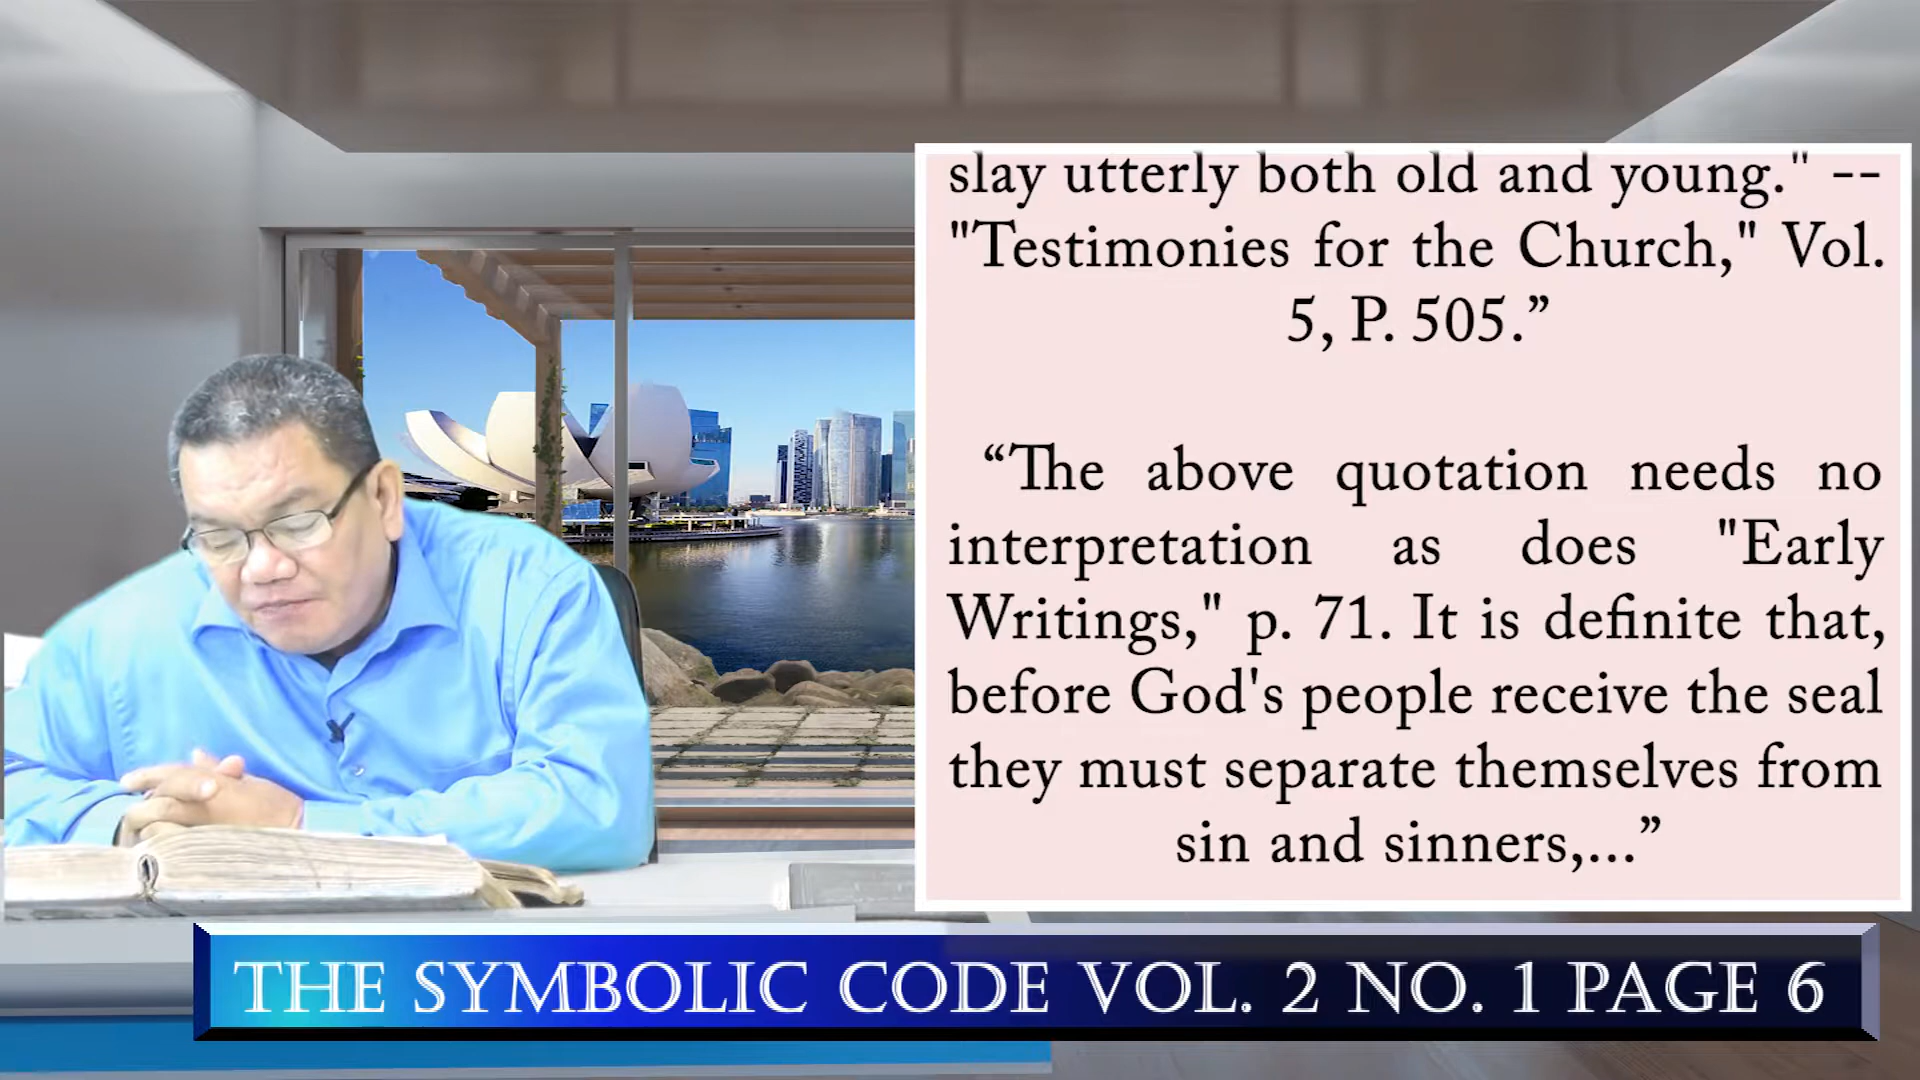 slay utterly both old and young." --
"Testimonies for the Church," Vol.
5, P. 505.”
“The above quotation needs no
interpretation as does "Early
Writings," p. 71. It is definite that,
before God's people receive the seal
they must separate themselves from
sin and sinners,...”
THE SYMBOLIC CODE VOL. 2 NO. 1 PAGE 6